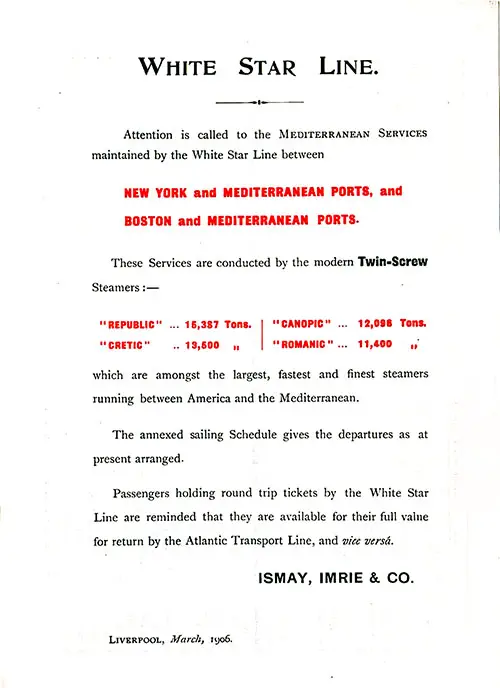 WHITE STAR LINE.
Attention is called to the MEDITERRANEAN SERVICES
maintained by the White Star Line between
NEW YORK and MEDITERRANEAN PORTS, and
BOSTON and MEDITERRANEAN PORTS.
These Services are conducted by the modern Twin-Screw
Steamers:—
"REPUBLIC" ... 15,387 Tons. | "CANOPIC" ... 12,096 Tons.
"CRETIC" .. 13,500 „ | "ROMANIC" ... 11,400 „
which are amongst the largest, fastest and finest steamers
running between America and the Mediterranean.
The annexed sailing Schedule gives the departures as at
present arranged.
Passengers holding round trip tickets by the White Star
Line are reminded that they are available for their full value
for return by the Atlantic Transport Line, and vice versâ.
ISMAY, IMRIE & CO.
LIVERPOOL, March, 1906.